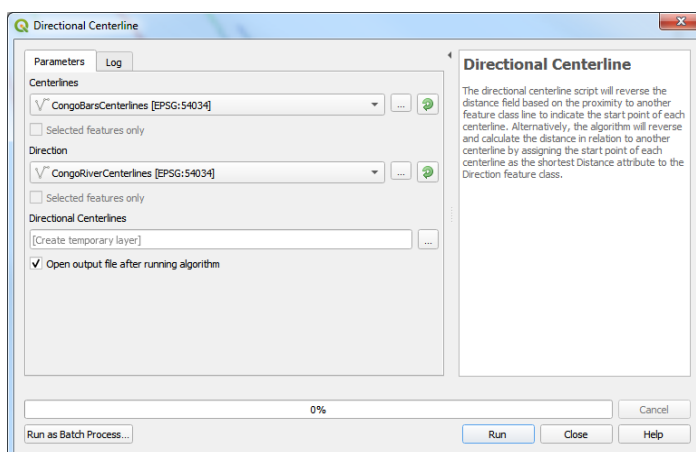 Directional Centerline
Parameters
Log
Centerlines
CongoBarsCenterlines [EPSG:54034]
...
Selected features only
Direction
CongoRiverCenterlines [EPSG:54034]
...
Selected features only
Directional Centerlines
[Create temporary layer]
...
Open output file after running algorithm
Directional Centerline
The directional centerline script will reverse the
distance field based on the proximity to another
feature class line to indicate the start point of each
centerline. Alternatively, the algorithm will reverse
and calculate the distance in relation to another
centerline by assigning the start point of each
centerline as the shortest Distance attribute to the
Direction feature class.
0%
Cancel
Run as Batch Process...
Run
Close
Help